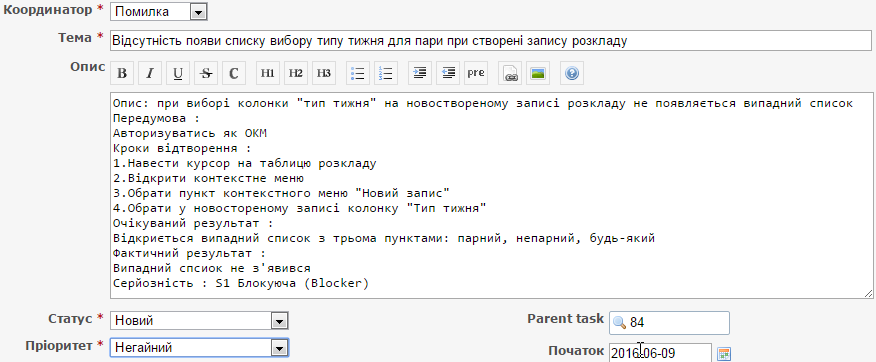 Координатор * Помилка
Тема * Відсутність появи списку вибору типу тижня для пари при створені запису розкладу
Опис B I U S C H1 H2 H3 pre
Опис: при виборі колонки "тип тижня" на новоствореному записі розкладу не появляється випадний список
Передумова :
Авторизуватись як ОКМ
Кроки відтворення :
1.Навести курсор на таблицю розкладу
2.Відкрити контекстне меню
3.Обрати пункт контекстного меню "Новий запис"
4.Обрати у новостореному записі колонку "Тип тижня"
Очікуваний результат :
Відкриється випадний список з трьома пунктами: парний, непарний, будь-який
Фактичний результат :
Випадний спсиок не з'явився
Серйозність : S1 Блокуюча (Blocker)
Статус * Новий Parent task 84
Пріоритет * Негайний Початок 2016-06-09